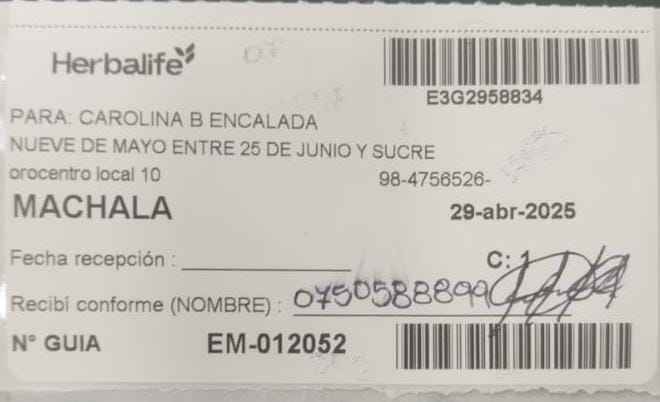 Herbalife
E3G2958834
PARA: CAROLINA B ENCALADA
NUEVE DE MAYO ENTRE 25 DE JUNIO Y SUCRE
orocentro local 10 98-4756526-
MACHALA 29-abr-2025
Fecha recepción : C: 1
Recibí conforme (NOMBRE) : 0750588899
N° GUIA EM-012052